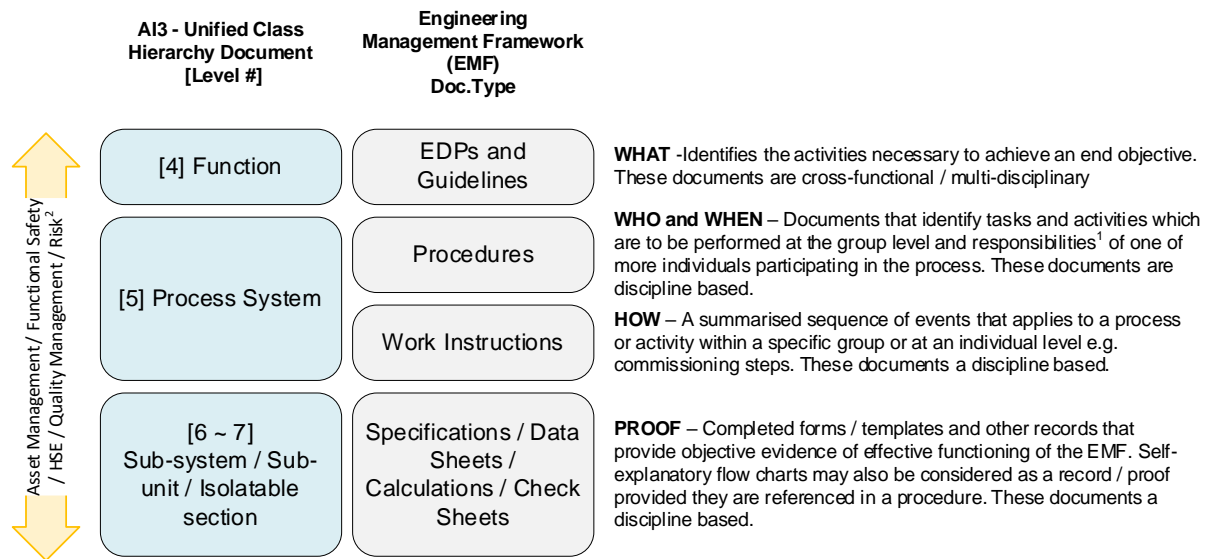 AI3 - Unified Class
Hierarchy Document
[Level #]
Engineering
Management Framework
(EMF)
Doc.Type
Asset Management / Functional Safety
/ HSE / Quality Management / Risk²
[4] Function
EDPs and
Guidelines
WHAT -Identifies the activities necessary to achieve an end objective.
These documents are cross-functional / multi-disciplinary
[5] Process System
Procedures
WHO and WHEN – Documents that identify tasks and activities which
are to be performed at the group level and responsibilities¹ of one of
more individuals participating in the process. These documents are
discipline based.
Work Instructions
HOW – A summarised sequence of events that applies to a process
or activity within a specific group or at an individual level e.g.
commissioning steps. These documents a discipline based.
[6 ~ 7]
Sub-system / Sub-
unit / Isolatable
section
Specifications / Data
Sheets /
Calculations / Check
Sheets
PROOF – Completed forms / templates and other records that
provide objective evidence of effective functioning of the EMF. Self-
explanatory flow charts may also be considered as a record / proof
provided they are referenced in a procedure. These documents a
discipline based.